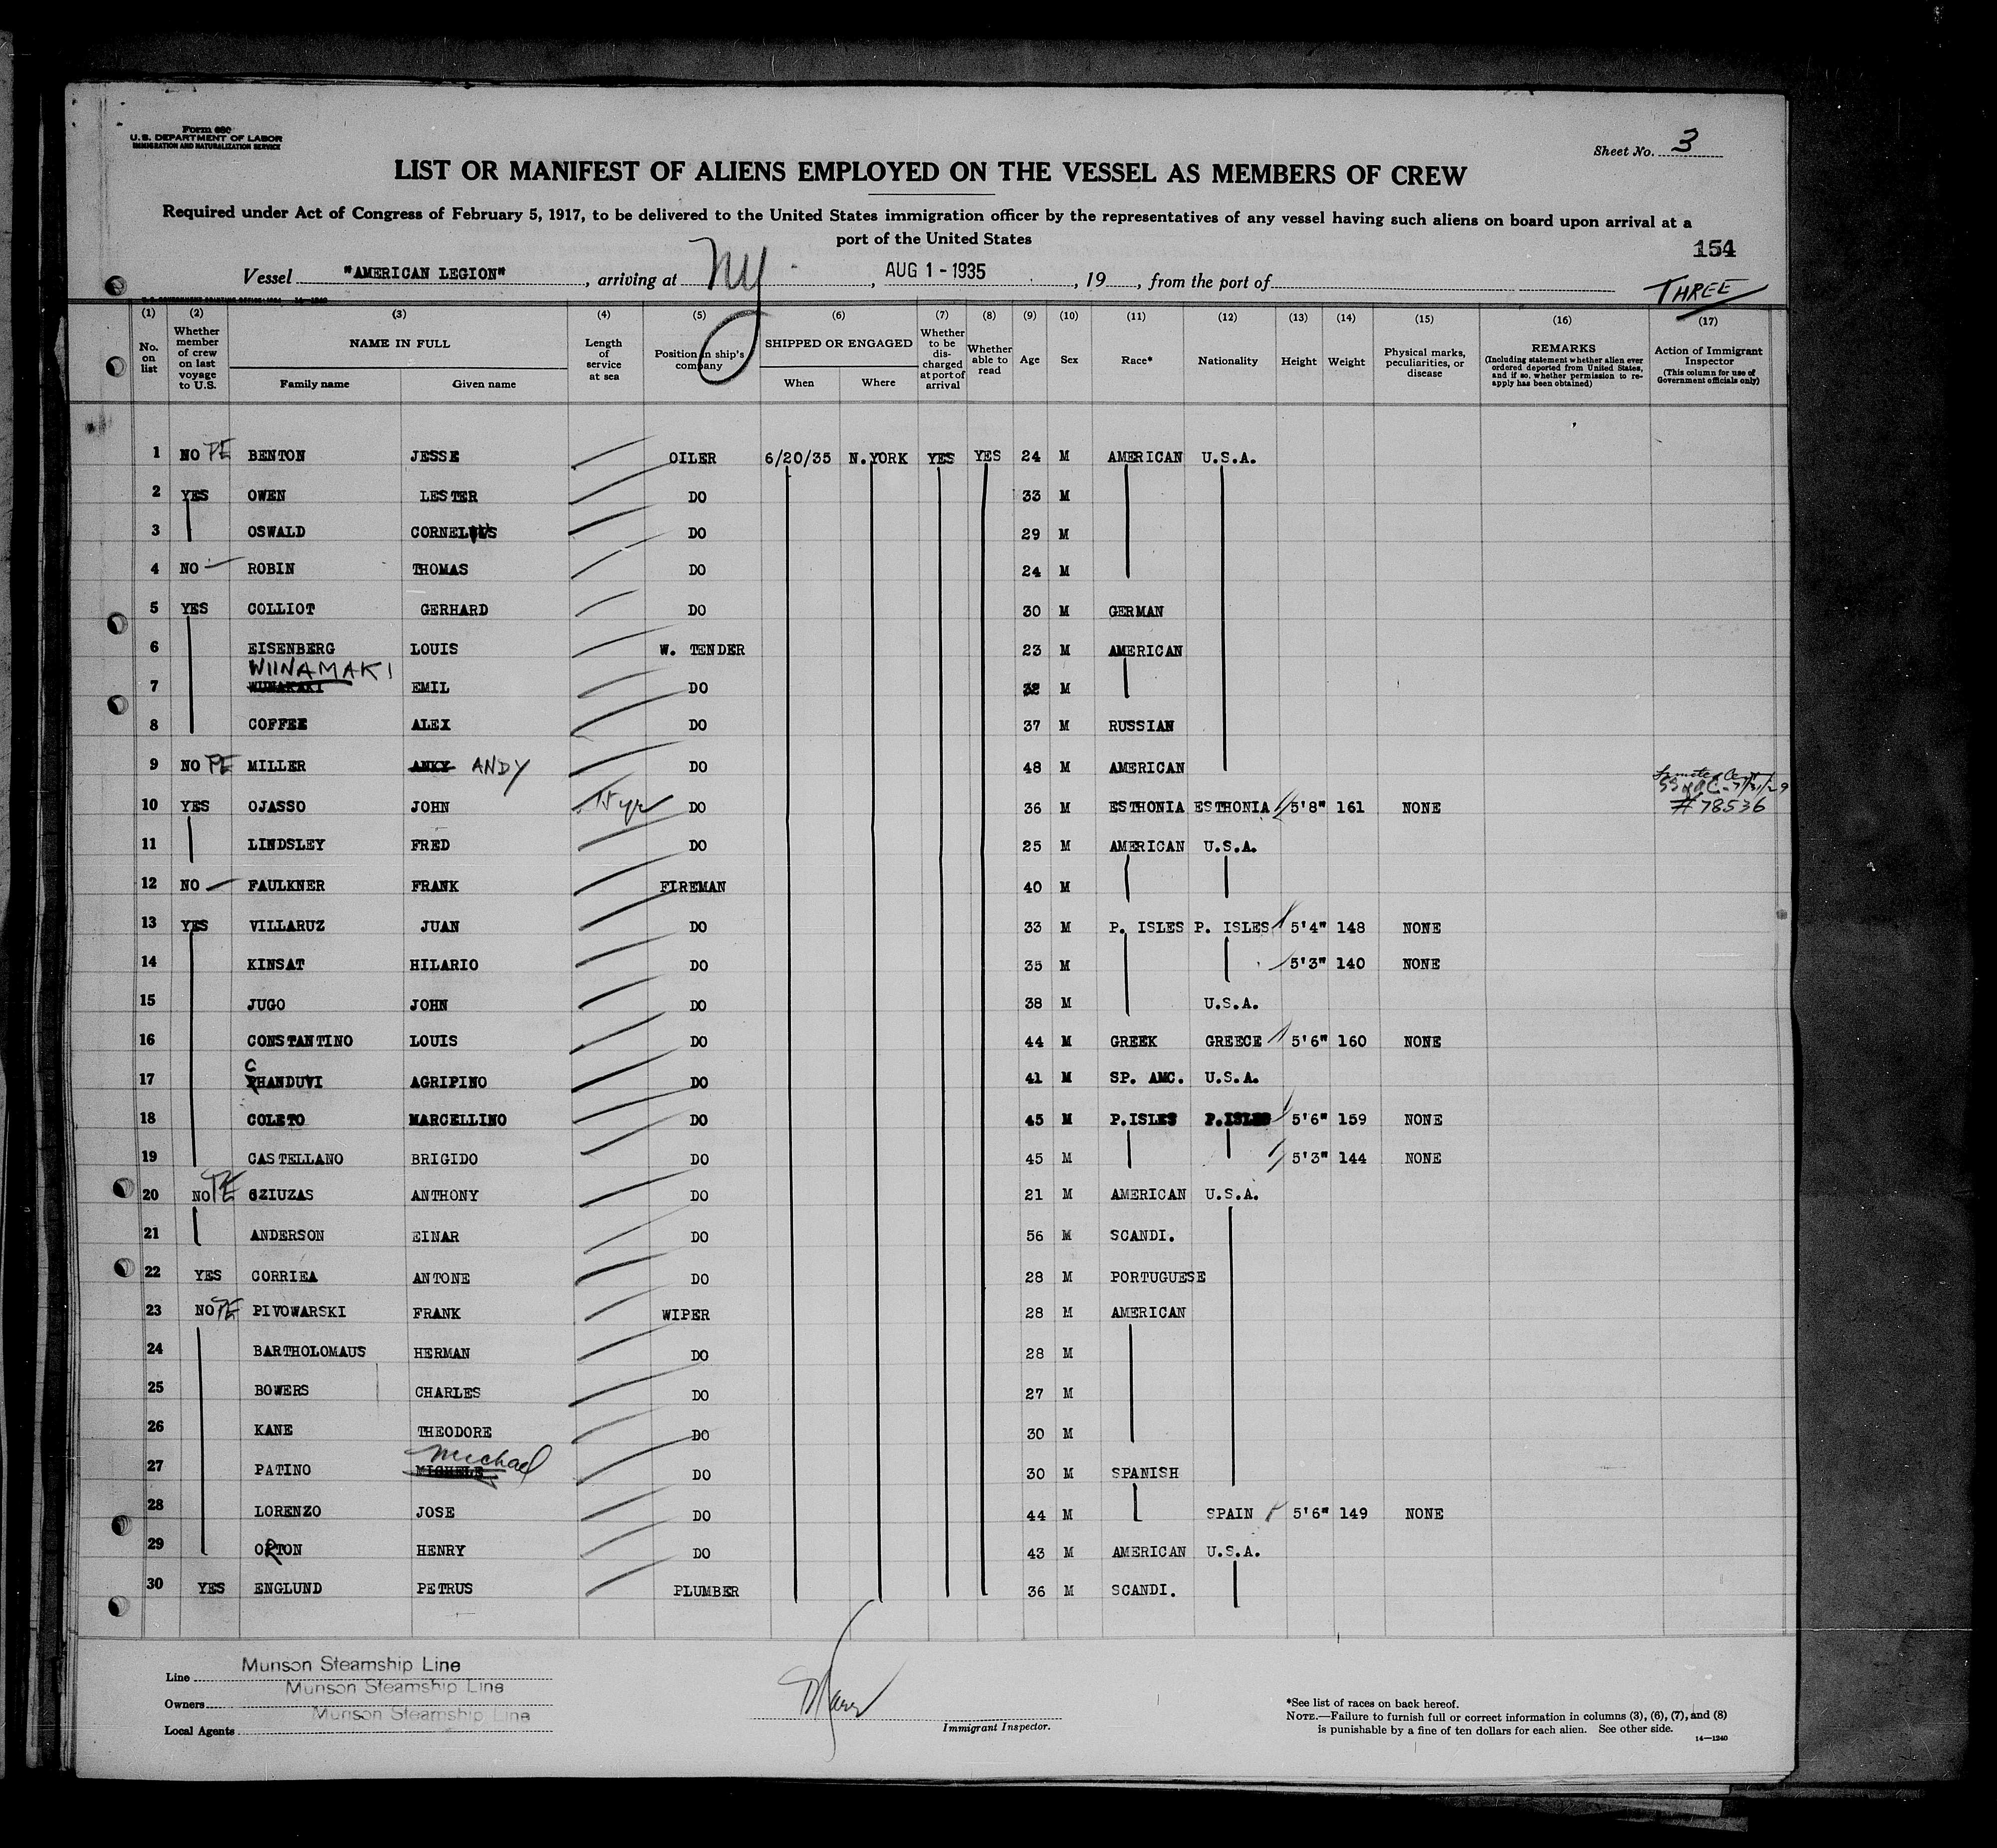 Form 680
U.S. DEPARTMENT OF LABOR
IMMIGRATION AND NATURALIZATION SERVICE
Sheet No. 3
LIST OR MANIFEST OF ALIENS EMPLOYED ON THE VESSEL AS MEMBERS OF CREW
Required under Act of Congress of February 5, 1917, to be delivered to the United States immigration officer by the representatives of any vessel having such aliens on board upon arrival at a
port of the United States
154
Vessel "AMERICAN LEGION", arriving at NY, AUG 1-1935, 19, from the port of
THREE
(1) (2) (3) (4) (5) (6) (7) (8) (9) (10) (11) (12) (13) (14) (15) (16) (17)
No. on list
Whether member of crew on last voyage to U.S.
NAME IN FULL
Family name
Given name
Length of service at sea
Position in ship's company
SHIPPED OR ENGAGED
When
Where
Whether to be discharged at port of arrival
Whether able to read
Age
Sex
Race*
Nationality
Height
Weight
Physical marks, peculiarities, or disease
REMARKS
(Including statement whether alien ever ordered deported from United States, and if so, whether permission to re-apply has been obtained)
Action of Immigrant Inspector
(This column for use of Government officials only)
1 NO PE BENTON JESSE OILER 6/20/35 N.YORK YES YES 24 M AMERICAN U.S.A.
2 YES OWEN LESTER DO 33 M
3 OSWALD CORNELIUS DO 29 M
4 NO ROBIN THOMAS DO 24 M
5 YES COLLIOT GERHARD DO 30 M GERMAN
6 EISENBERG LOUIS W. TENDER 23 M AMERICAN
WIINAMAKI
7 EMIL DO 32 M
8 COFFEE ALEX DO 37 M RUSSIAN
9 NO PE MILLER ANKY ANDY DO 48 M AMERICAN
10 YES OJASSO JOHN 15 yr DO 36 M ESTHONIA ESTHONIA 5'8" 161 NONE #78536
11 LINDSLEY FRED DO 25 M AMERICAN U.S.A.
12 NO FAULKNER FRANK FIREMAN 40 M
13 YES VILLARUZ JUAN DO 33 M P. ISLES P. ISLES 5'4" 148 NONE
14 KINSAT HILARIO DO 35 M 5'3" 140 NONE
15 JUGO JOHN DO 38 M U.S.A.
16 CONSTANTINO LOUIS DO 44 M GREEK GREECE 5'6" 160 NONE
17 CHANDUVI AGRIPINO DO 41 M SP. AMC. U.S.A.
18 COLETO MARCELLINO DO 45 M P.ISLES P.ISLES 5'6" 159 NONE
19 CASTELLANO BRIGIDO DO 45 M 5'3" 144 NONE
20 NO PE CZIUZAS ANTHONY DO 21 M AMERICAN U.S.A.
21 ANDERSON EINAR DO 56 M SCANDI.
22 YES CORRIEA ANTONE DO 28 M PORTUGUESE
23 NO PE PIVOWARSKI FRANK WIPER 28 M AMERICAN
24 BARTHOLOMAUS HERMAN DO 28 M
25 BOWERS CHARLES DO 27 M
26 KANE THEODORE DO 30 M
Michael
27 PATINO MICHELE DO 30 M SPANISH
28 LORENZO JOSE DO 44 M SPAIN 5'6" 149 NONE
29 ORTON HENRY DO 43 M AMERICAN U.S.A.
30 YES ENGLUND PETRUS PLUMBER 36 M SCANDI.
Line Munson Steamship Line
Owners Munson Steamship Line
Local Agents Munson Steamship Line
Immigrant Inspector.
*See list of races on back hereof.
NOTE.—Failure to furnish full or correct information in columns (3), (6), (7), and (8)
is punishable by a fine of ten dollars for each alien. See other side.
14—1240